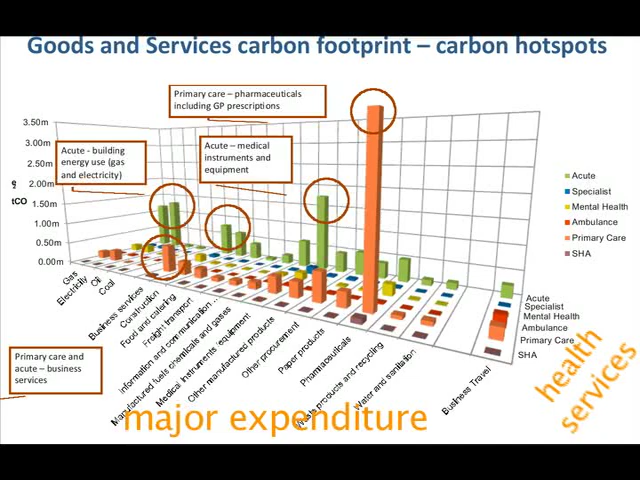 Goods and Services carbon footprint – carbon hotspots
Primary care – pharmaceuticals
including GP prescriptions
Acute - building
energy use (gas
and electricity)
Acute – medical
instruments and
equipment
3.50m
3.00m
2.50m
2.00m
1.50m
1.00m
0.50m
0.00m
tCO
Acute
Specialist
Mental Health
Ambulance
Primary Care
SHA
Gas
Electricity
Oil
Coal
Business services
Construction
Food and catering
Freight transport
Information and communication...
Manufactured fuels chemicals and gases
Medical Instruments /equipment
Other manufactured products
Other procurement
Paper products
Pharmaceuticals
Waste products and recycling
Water and sanitation
Business Travel
Acute
Specialist
Mental Health
Ambulance
Primary Care
SHA
Primary care and
acute – business
services
major expenditure
health
services